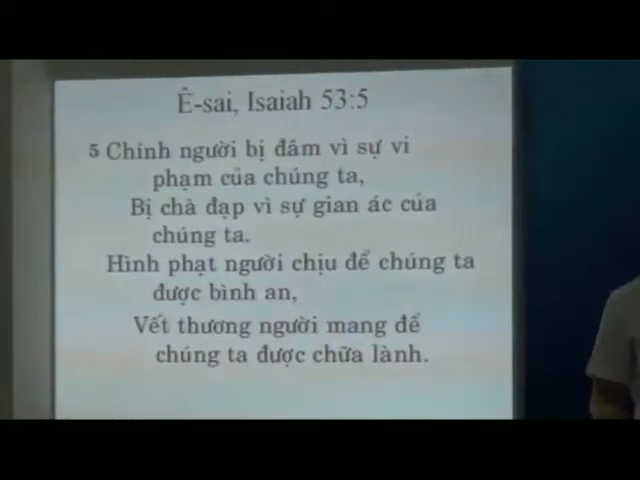 Ê-sai, Isaiah 53:5
5 Chính người bị đâm vì sự vi
phạm của chúng ta,
Bị chà đạp vì sự gian ác của
chúng ta.
Hình phạt người chịu để chúng ta
được bình an,
Vết thương người mang để
chúng ta được chữa lành.